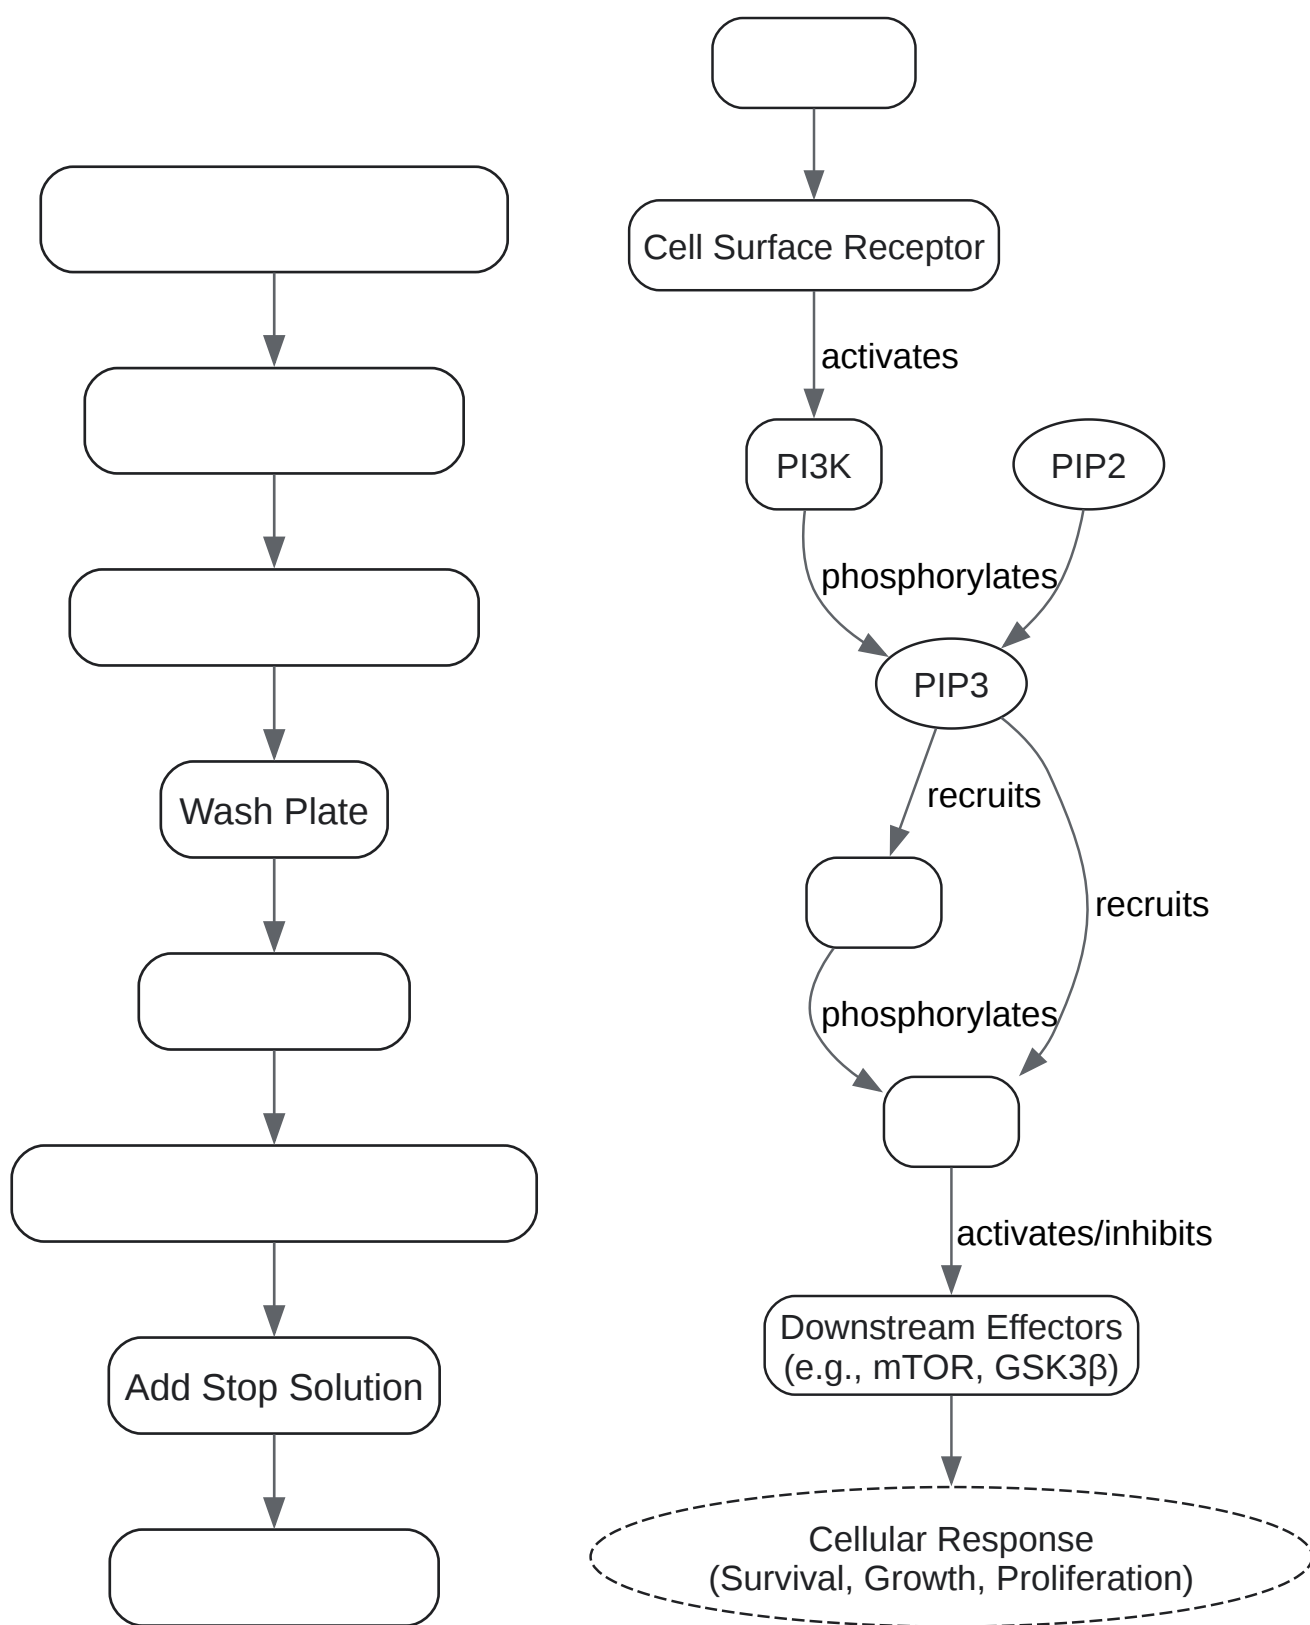 Wash Plate
Add Stop Solution
Cell Surface Receptor
activates
PI3K
PIP2
phosphorylates
PIP3
recruits
recruits
phosphorylates
activates/inhibits
Downstream Effectors
(e.g., mTOR, GSK3β)
Cellular Response
(Survival, Growth, Proliferation)